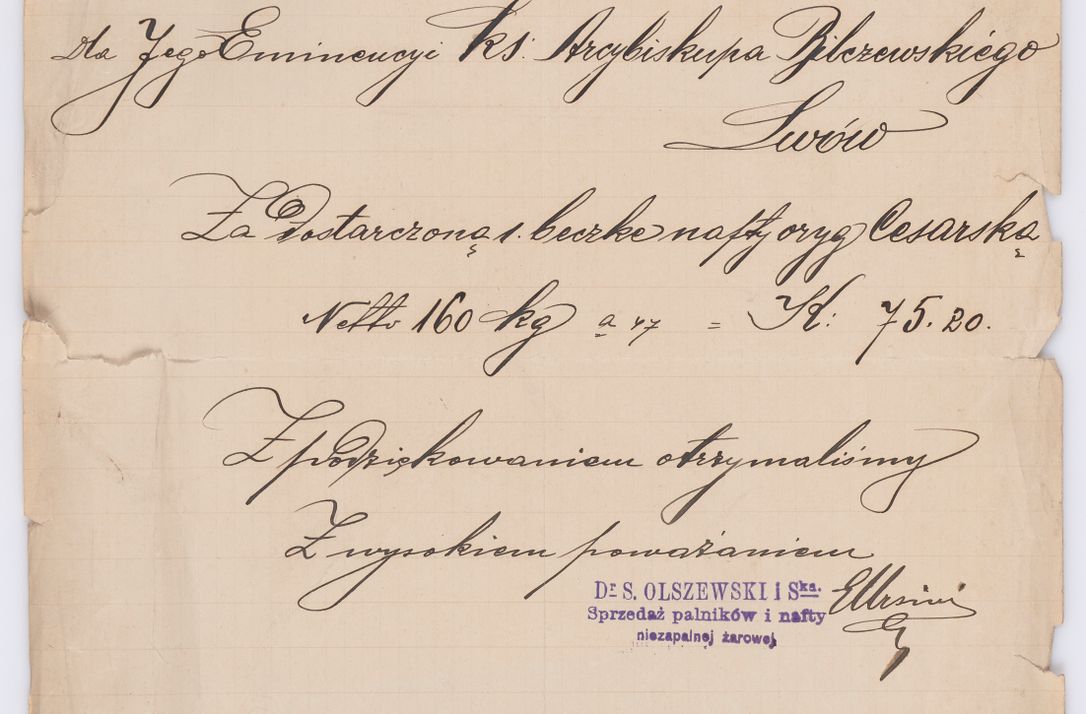 Dla Jego Eminencyi ks: Arcybiskupa Bilczewskiégo
Lwów
Za dostarczoną 1. beczkę nafty oryg Cesarską
Netto 160 kg a 47 = K: 75.20.
Z podziękowaniem otrzymaliśmy
Z wysokiem poważaniem
Dr S. OLSZEWSKI i Ska.
Sprzedaż palników i nafty
niezapalnej żarowej